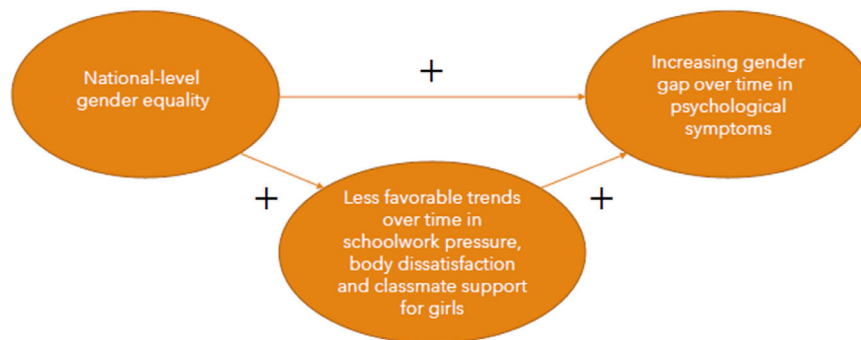 National-level
gender equality
+
Increasing gender
gap over time in
psychological
symptoms
+
Less favorable trends
over time in
schoolwork pressure,
body dissatisfaction
and classmate support
for girls
+